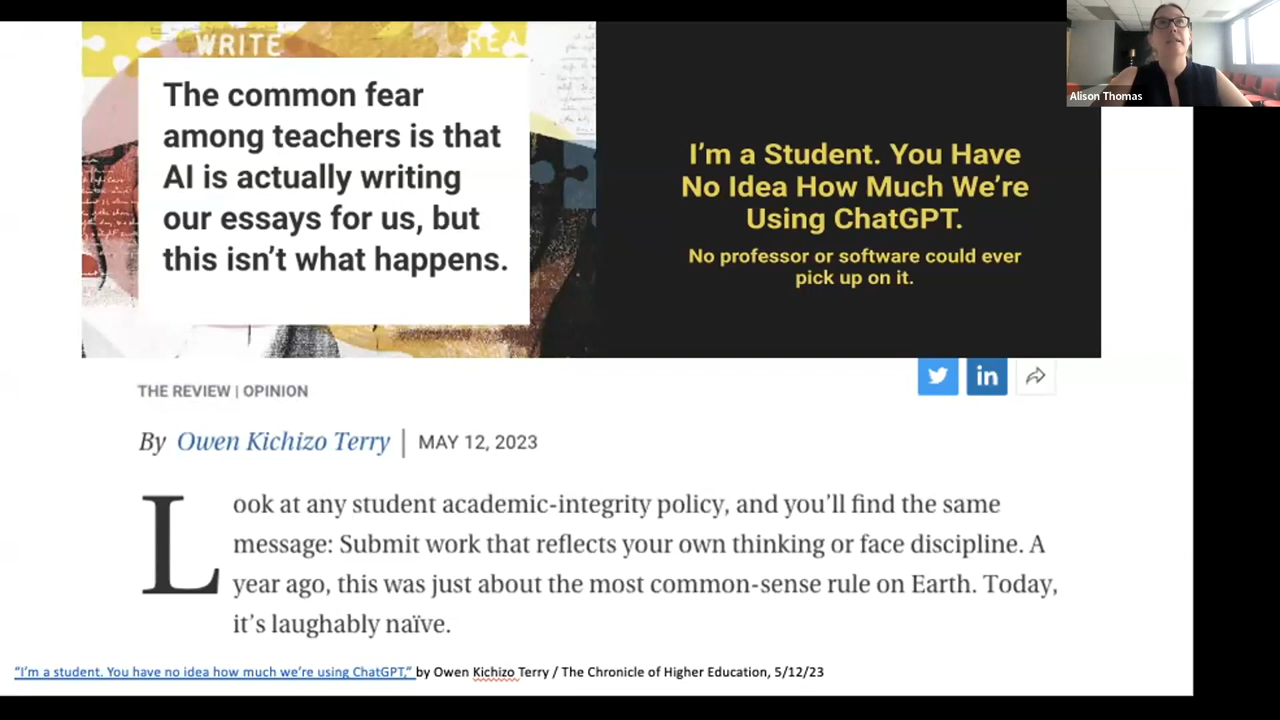 WRITE
REA
The common fear
among teachers is that
AI is actually writing
our essays for us, but
this isn't what happens.
I'm a Student. You Have
No Idea How Much We're
Using ChatGPT.
No professor or software could ever
pick up on it.
Alison Thomas
in
THE REVIEW | OPINION
By Owen Kichizo Terry | MAY 12, 2023
Look at any student academic-integrity policy, and you'll find the same
message: Submit work that reflects your own thinking or face discipline. A
year ago, this was just about the most common-sense rule on Earth. Today,
it's laughably naïve.
"I'm a student. You have no idea how much we're using ChatGPT," by Owen Kichizo Terry / The Chronicle of Higher Education, 5/12/23